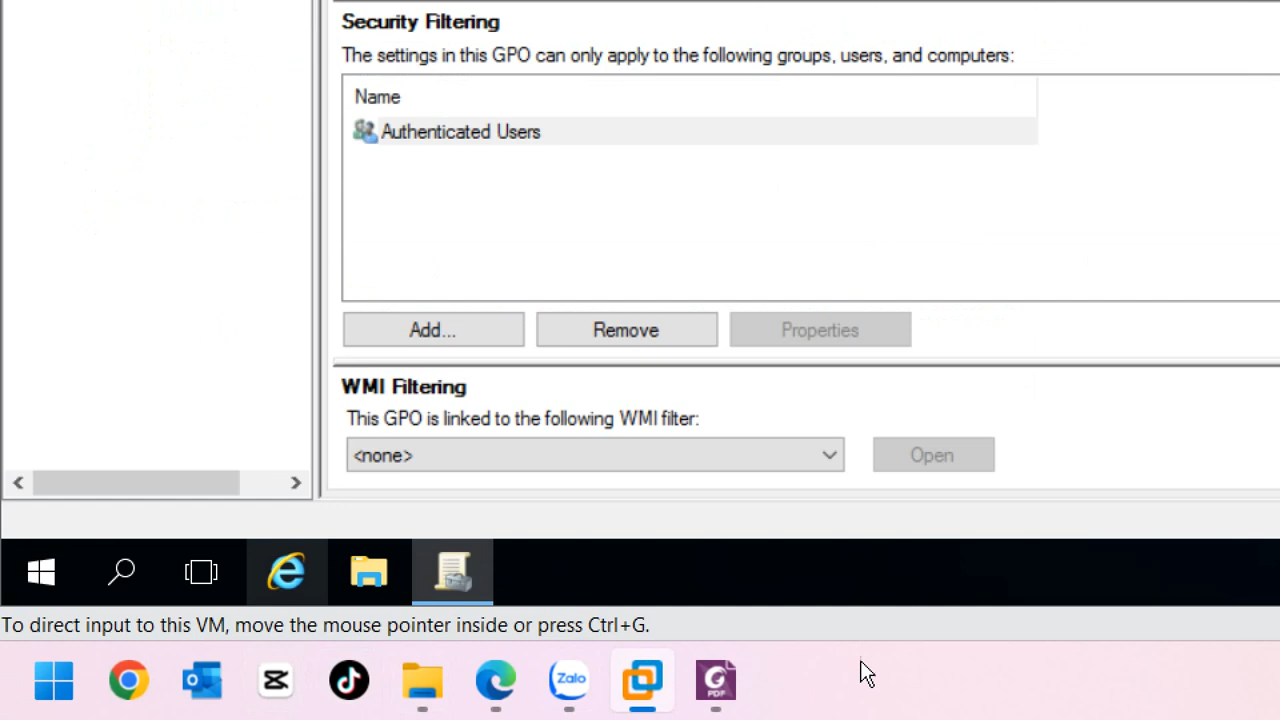 Security Filtering
The settings in this GPO can only apply to the following groups, users, and computers:
Name
Authenticated Users
Add...
Remove
Properties
WMI Filtering
This GPO is linked to the following WMI filter:
<none>
Open
To direct input to this VM, move the mouse pointer inside or press Ctrl+G.
Zalo
PDF